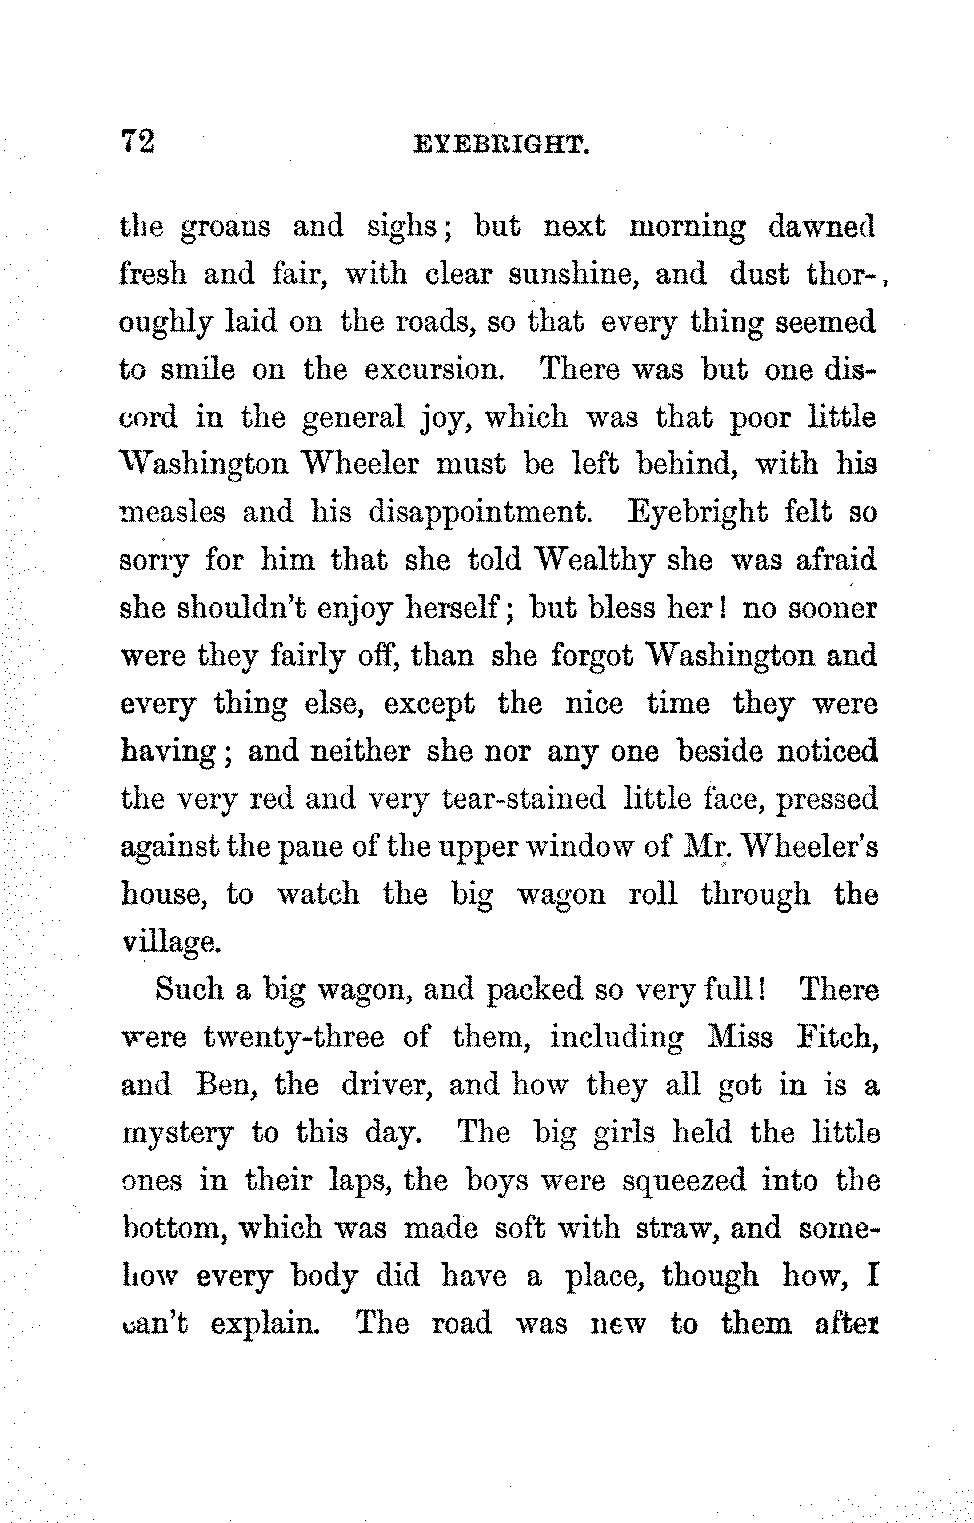 72 EYEBRIGHT.
the groans and sighs; but next morning dawned
fresh and fair, with clear sunshine, and dust thor-
oughly laid on the roads, so that every thing seemed
to smile on the excursion. There was but one dis-
cord in the general joy, which was that poor little
Washington Wheeler must be left behind, with his
measles and his disappointment. Eyebright felt so
sorry for him that she told Wealthy she was afraid
she shouldn't enjoy herself; but bless her! no sooner
were they fairly off, than she forgot Washington and
every thing else, except the nice time they were
having; and neither she nor any one beside noticed
the very red and very tear-stained little face, pressed
against the pane of the upper window of Mr. Wheeler's
house, to watch the big wagon roll through the
village.
Such a big wagon, and packed so very full! There
were twenty-three of them, including Miss Fitch,
and Ben, the driver, and how they all got in is a
mystery to this day. The big girls held the little
ones in their laps, the boys were squeezed into the
bottom, which was made soft with straw, and some-
how every body did have a place, though how, I
can't explain. The road was new to them after